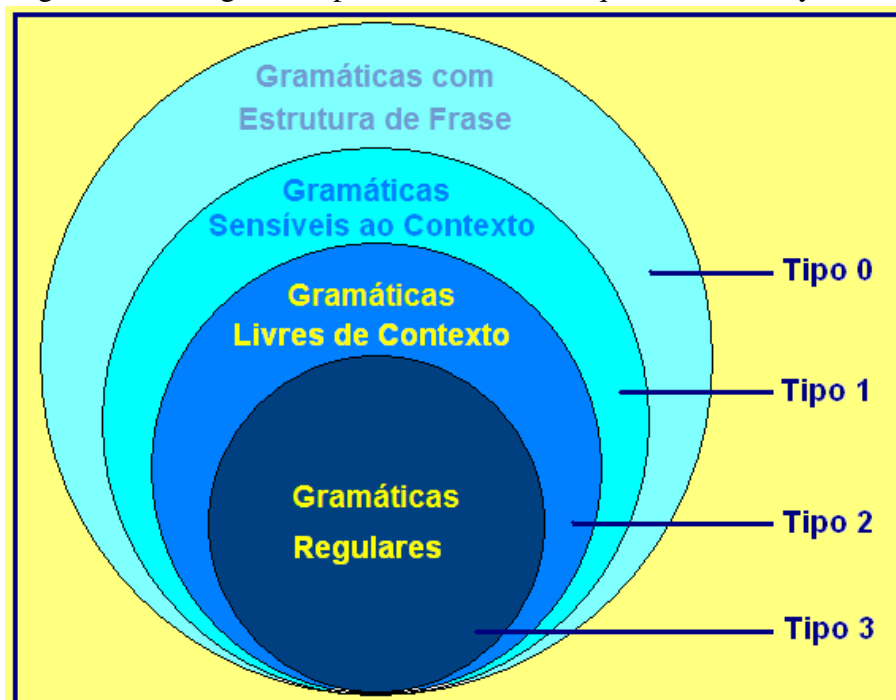 Gramáticas com
Estrutura de Frase
Gramáticas
Sensíveis ao Contexto
Gramáticas
Livres de Contexto
Gramáticas
Regulares
Tipo 0
Tipo 1
Tipo 2
Tipo 3